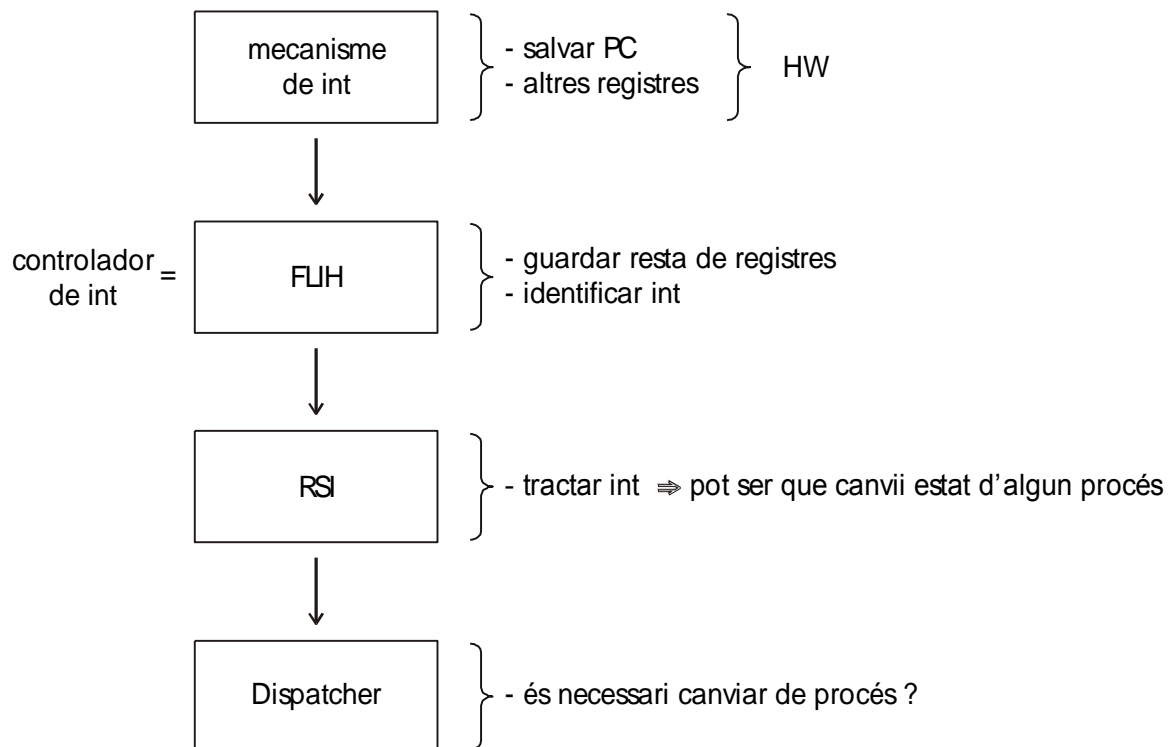 mecanisme
de int
- salvar PC
- altres registres
HW
controlador
de int
=
FLIH
- guardar resta de registres
- identificar int
RSI
- tractar int ⇒ pot ser que canvii estat d'algun procés
Dispatcher
- és necessari canviar de procés ?